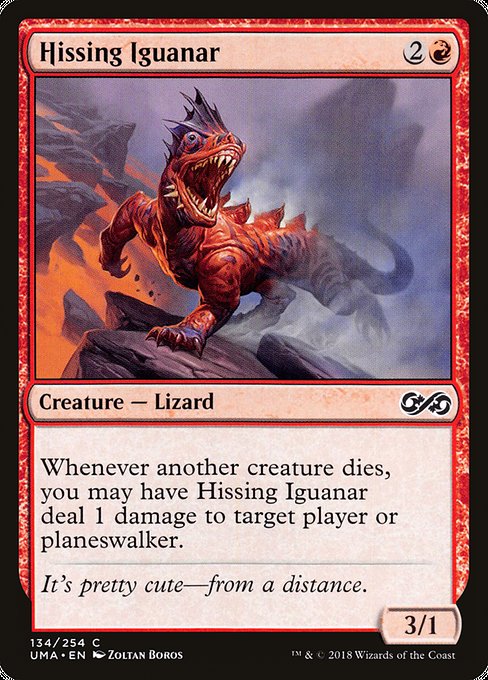 Hissing Iguanar 2
Creature — Lizard
Whenever another creature dies,
you may have Hissing Iguanar
deal 1 damage to target player or
planeswalker.
It's pretty cute—from a distance.
3/1
134/254 C
UMA • EN Zoltan Boros
™ & © 2018 Wizards of the Coast